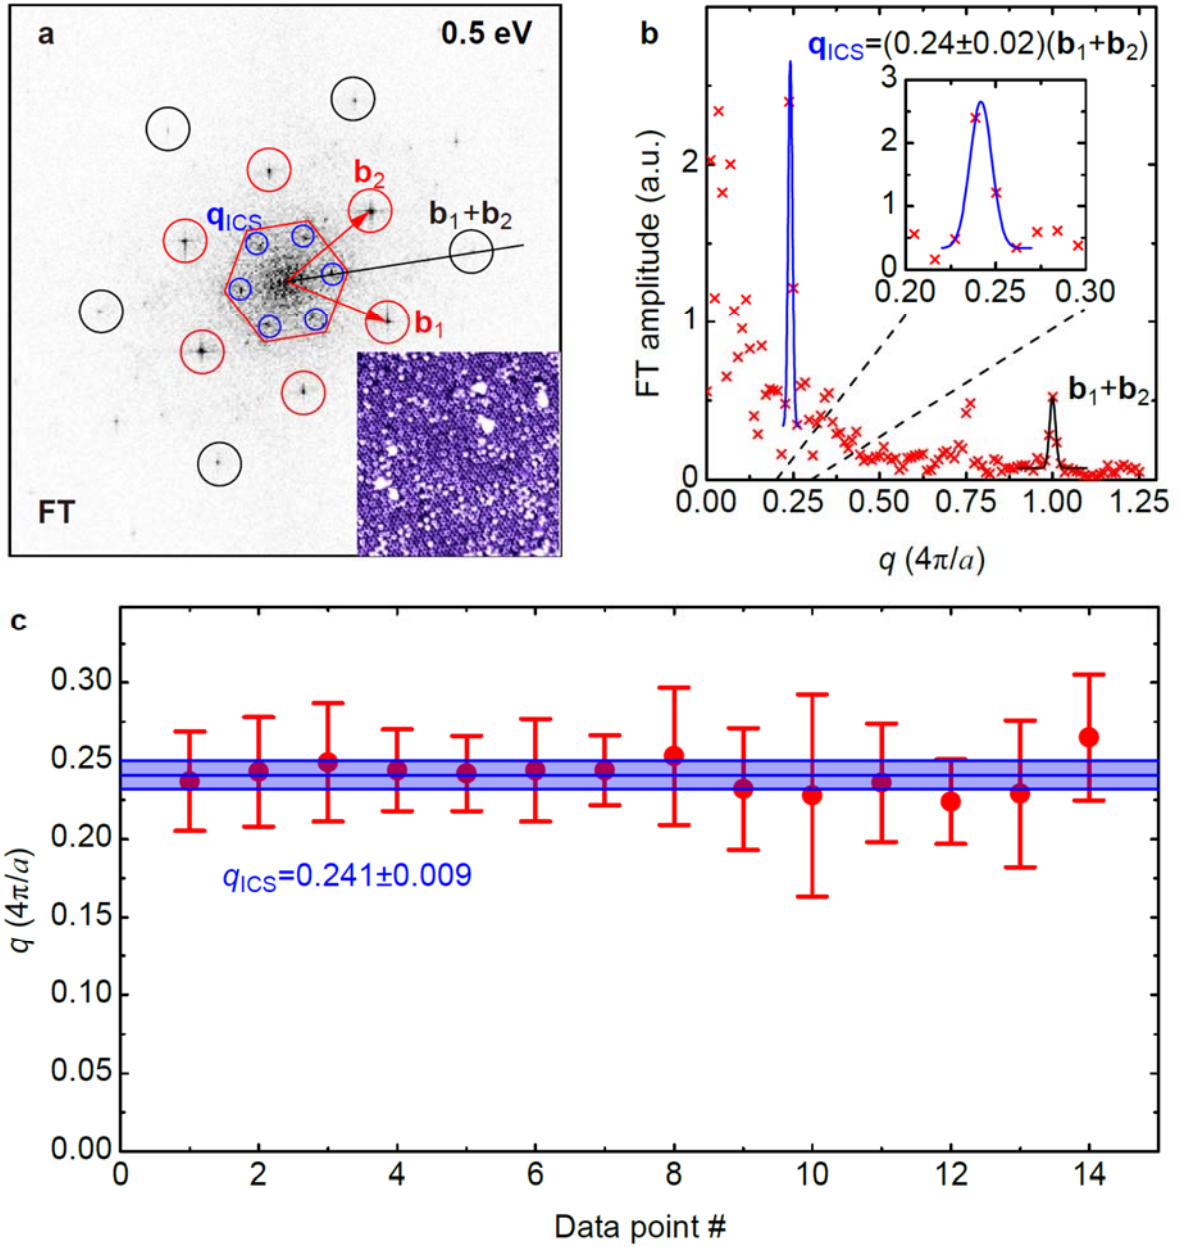 a
0.5 eV
b₂
q_ICS
b₁+b₂
b₁
FT
b
q_ICS=(0.24±0.02)(b₁+b₂)
3
2
1
0
0.20 0.25 0.30
FT amplitude (a.u.)
2
1
0
b₁+b₂
0.00 0.25 0.50 0.75 1.00 1.25
q (4π/a)
c
0.30
0.25
0.20
0.15
0.10
0.05
0.00
q (4π/a)
q_ICS=0.241±0.009
0 2 4 6 8 10 12 14
Data point #